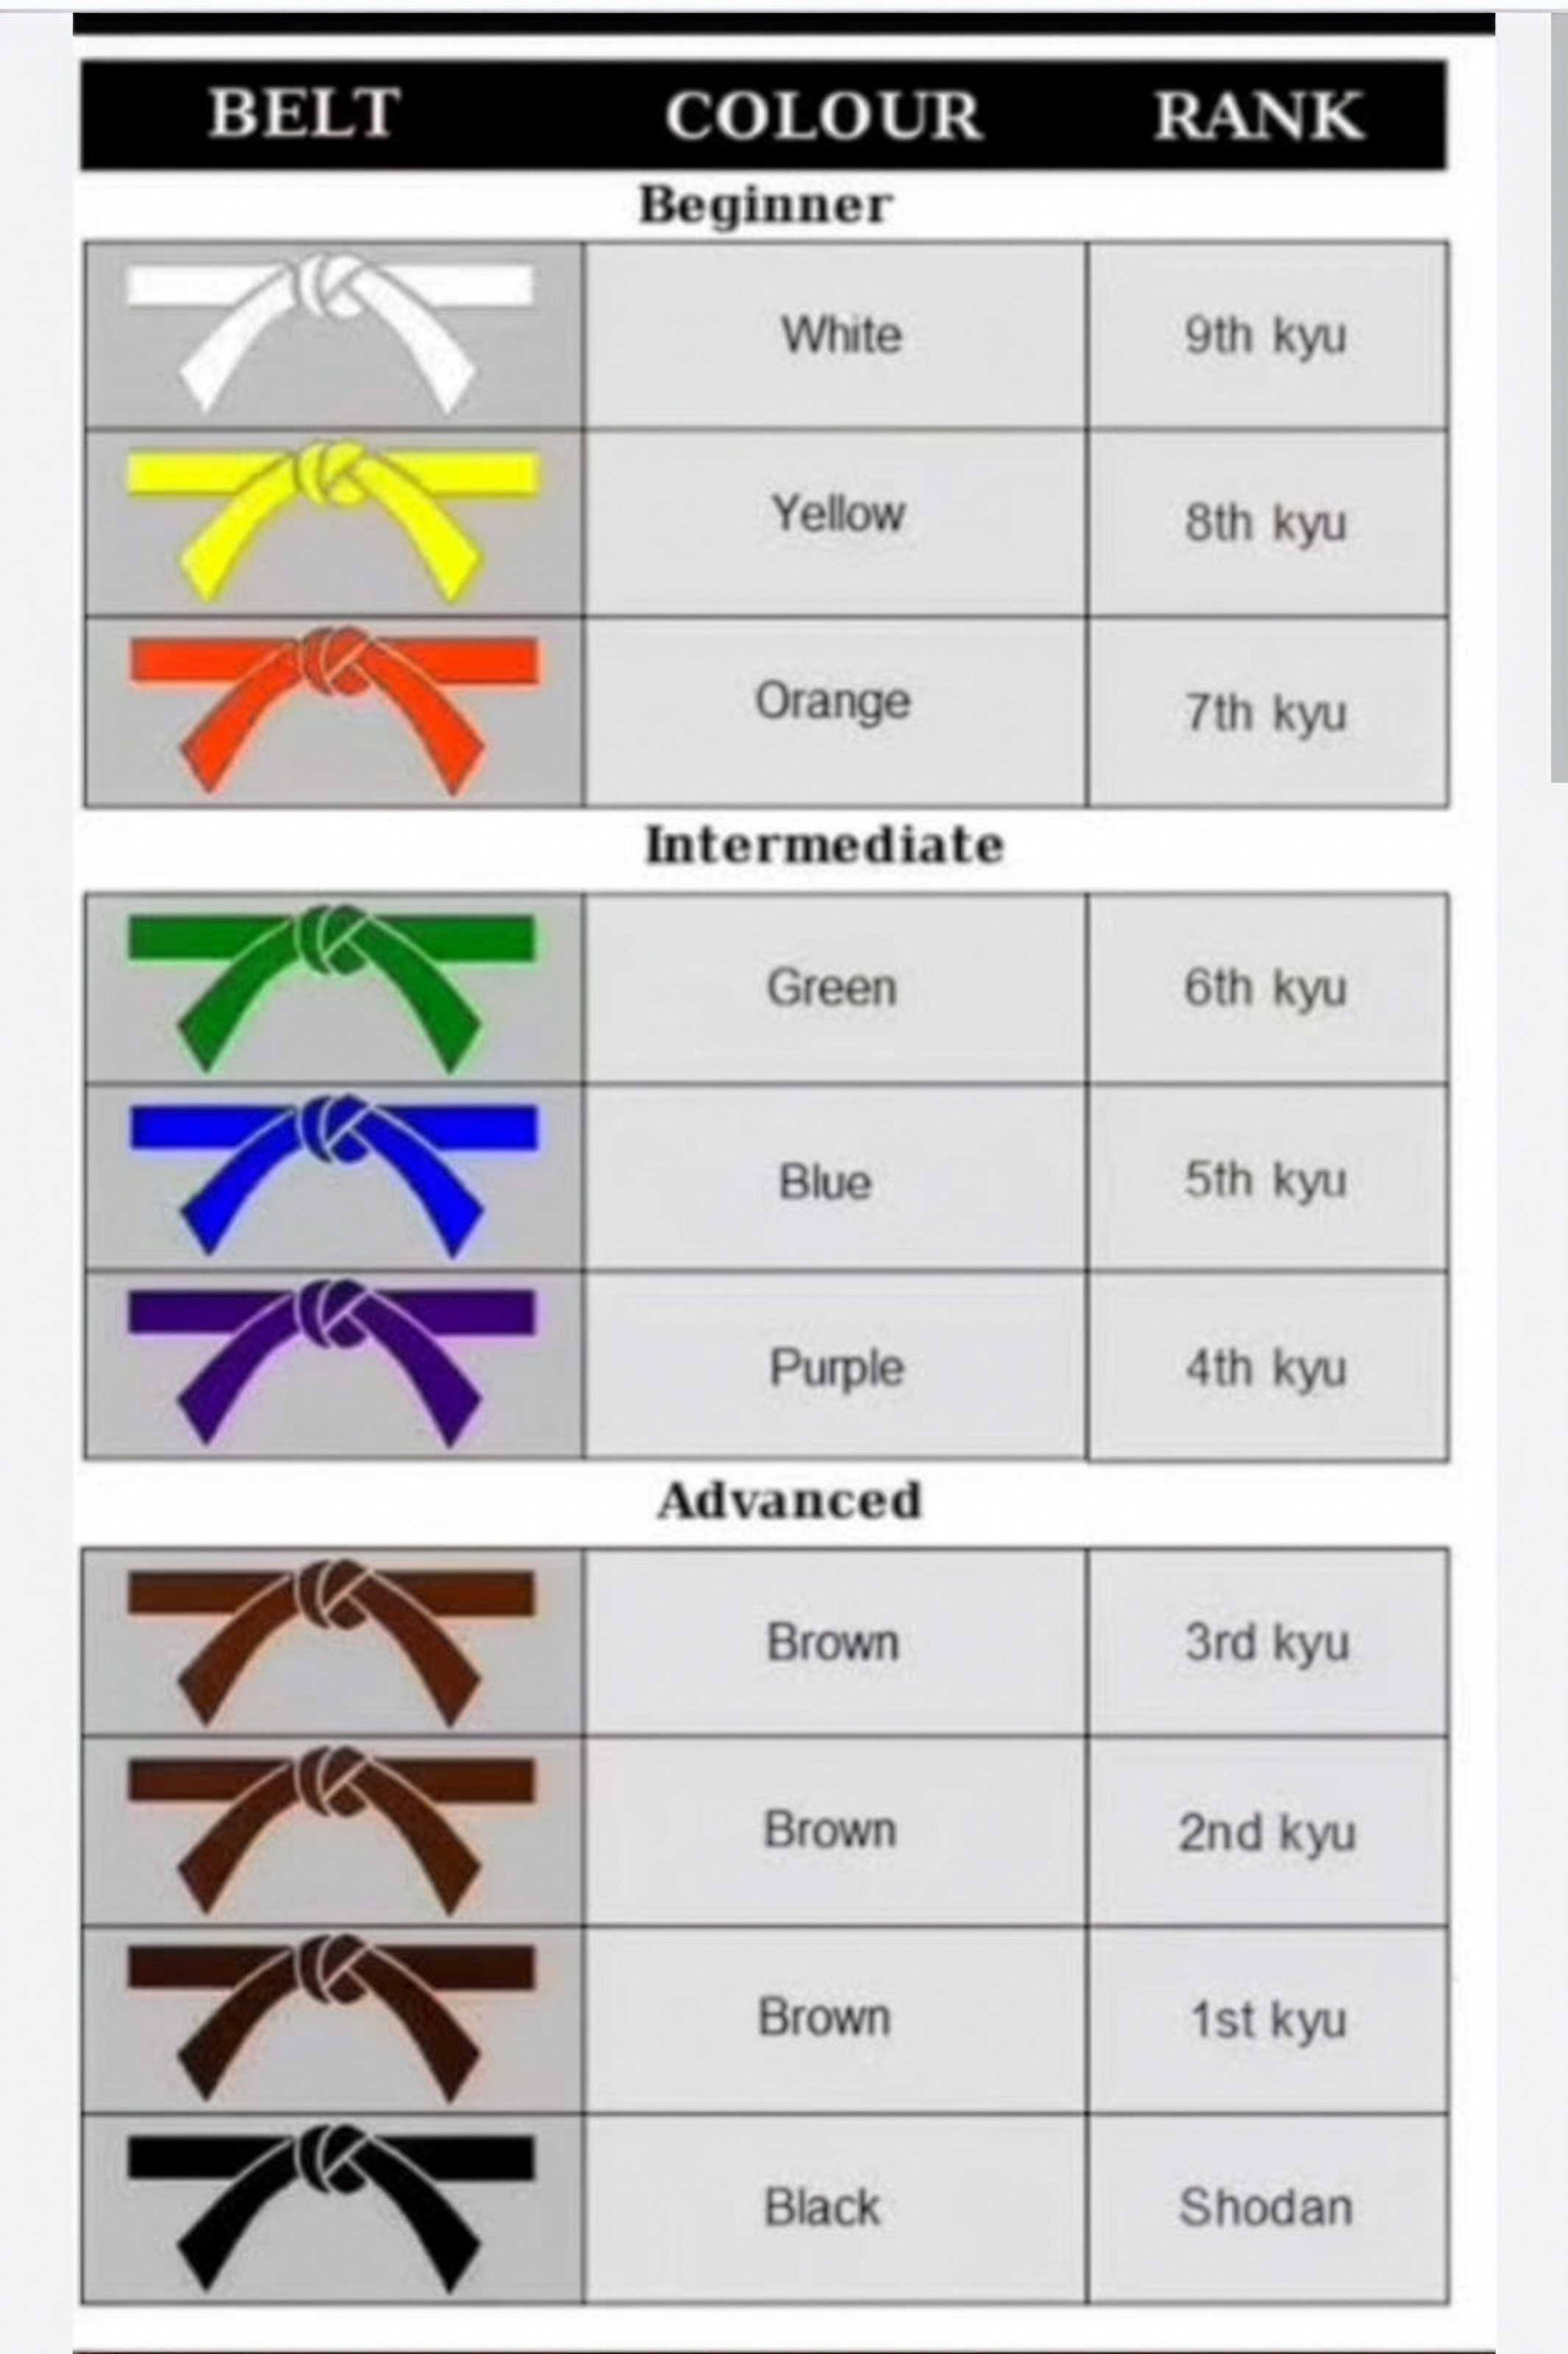 BELT COLOUR RANK
Beginner
White 9th kyu
Yellow 8th kyu
Orange 7th kyu
Intermediate
Green 6th kyu
Blue 5th kyu
Purple 4th kyu
Advanced
Brown 3rd kyu
Brown 2nd kyu
Brown 1st kyu
Black Shodan